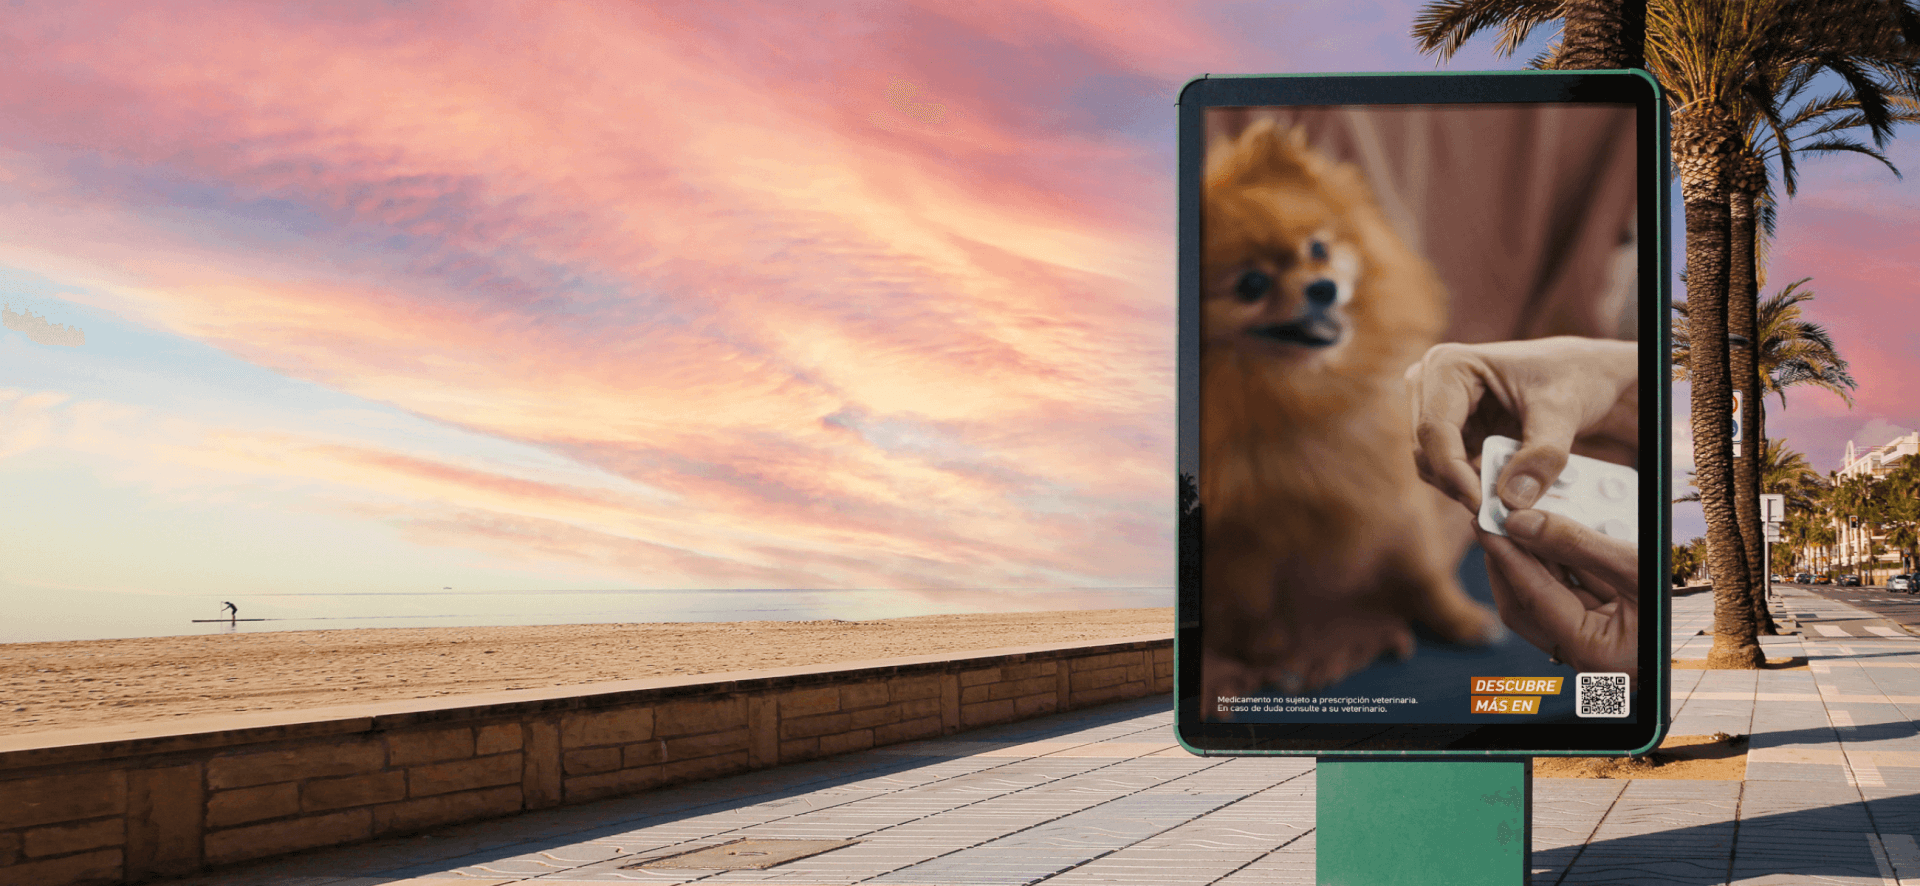 Medicamento no sujeto a prescripción veterinaria.
En caso de duda consulte a su veterinario.
DESCUBRE
MÁS EN